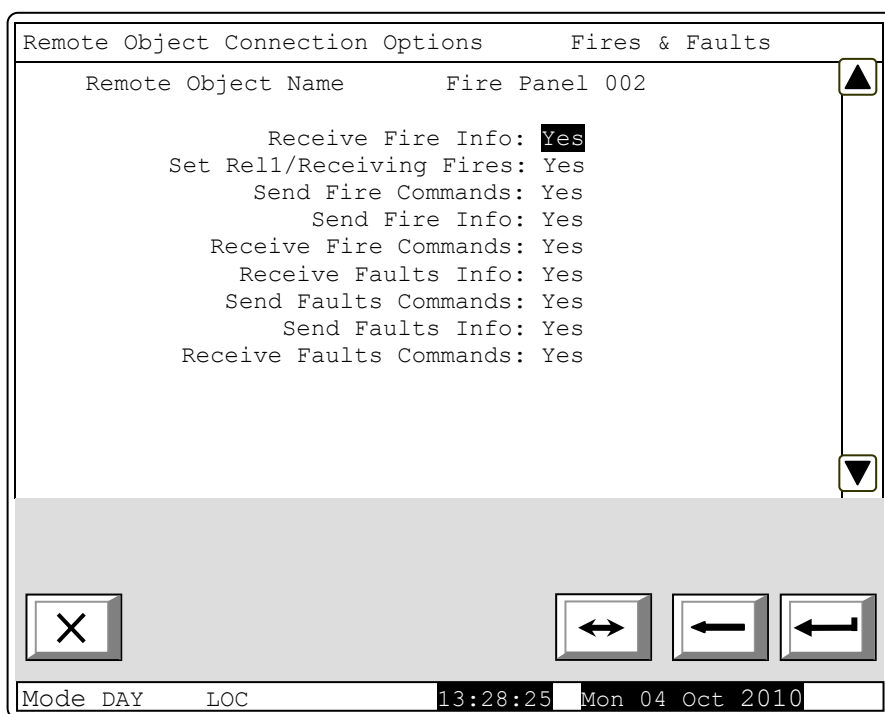 Remote Object Connection Options Fires & Faults
Remote Object Name Fire Panel 002
Receive Fire Info: Yes
Set Rel1/Receiving Fires: Yes
Send Fire Commands: Yes
Send Fire Info: Yes
Receive Fire Commands: Yes
Receive Faults Info: Yes
Send Faults Commands: Yes
Send Faults Info: Yes
Receive Faults Commands: Yes
Mode DAY LOC 13:28:25 Mon 04 Oct 2010